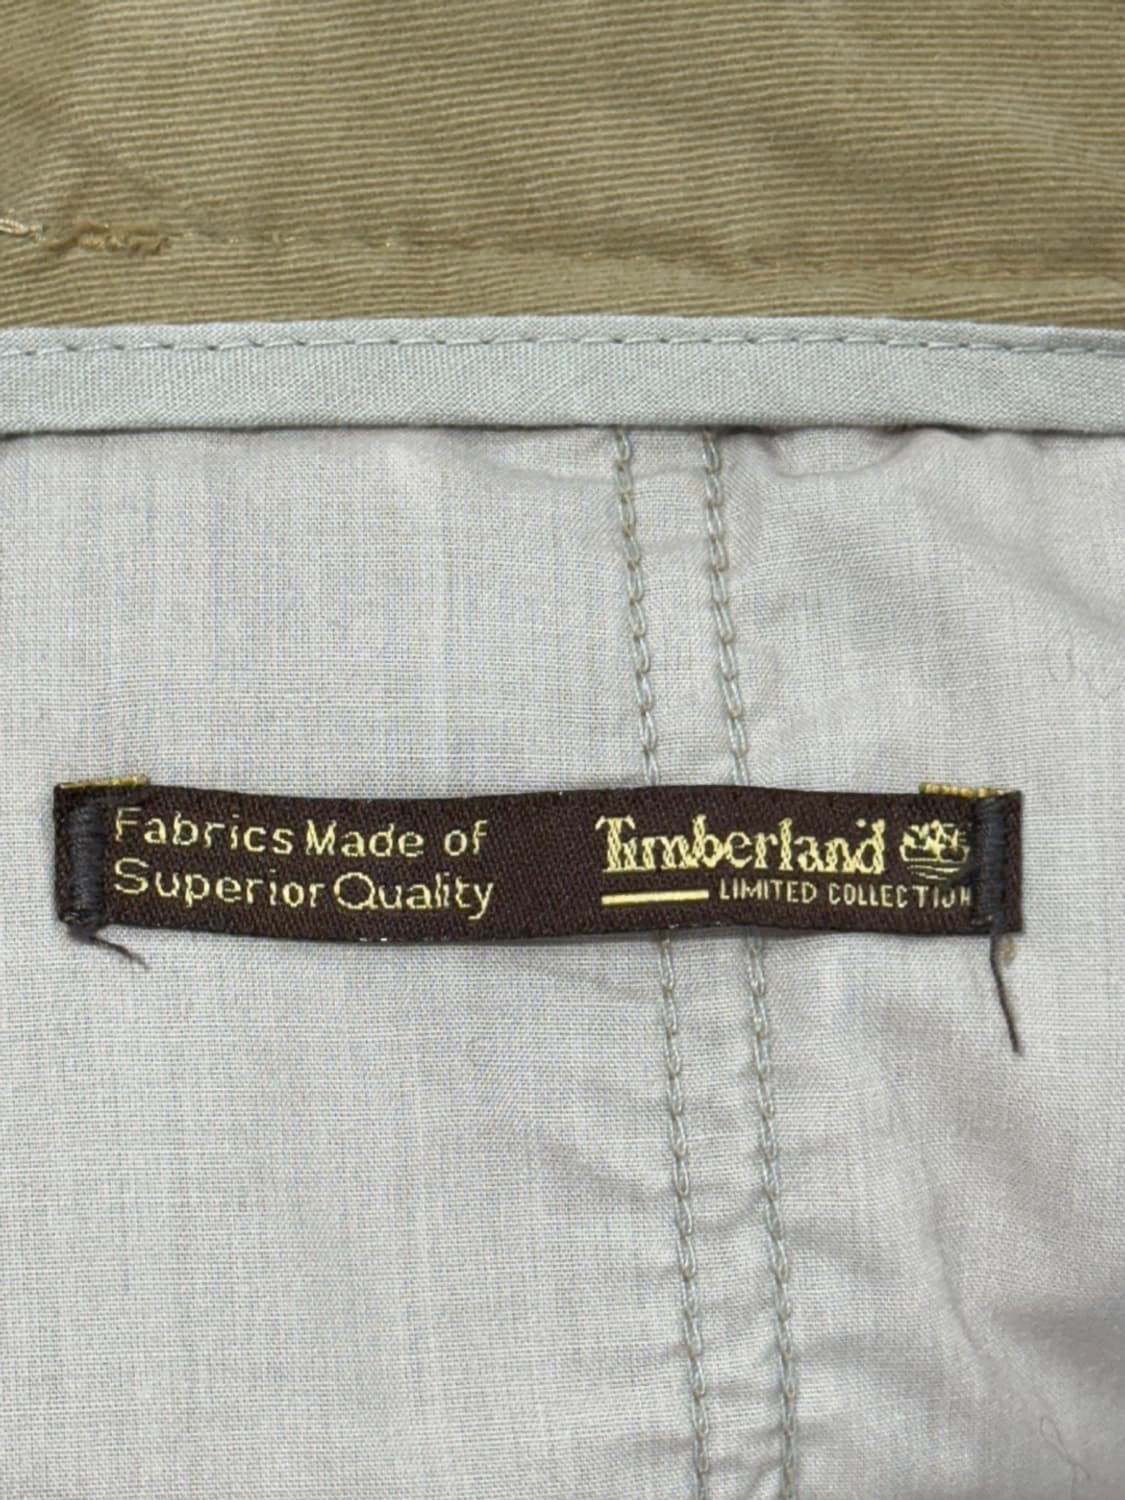 Fabrics Made of
Superior Quality
Timberland
LIMITED COLLECTION